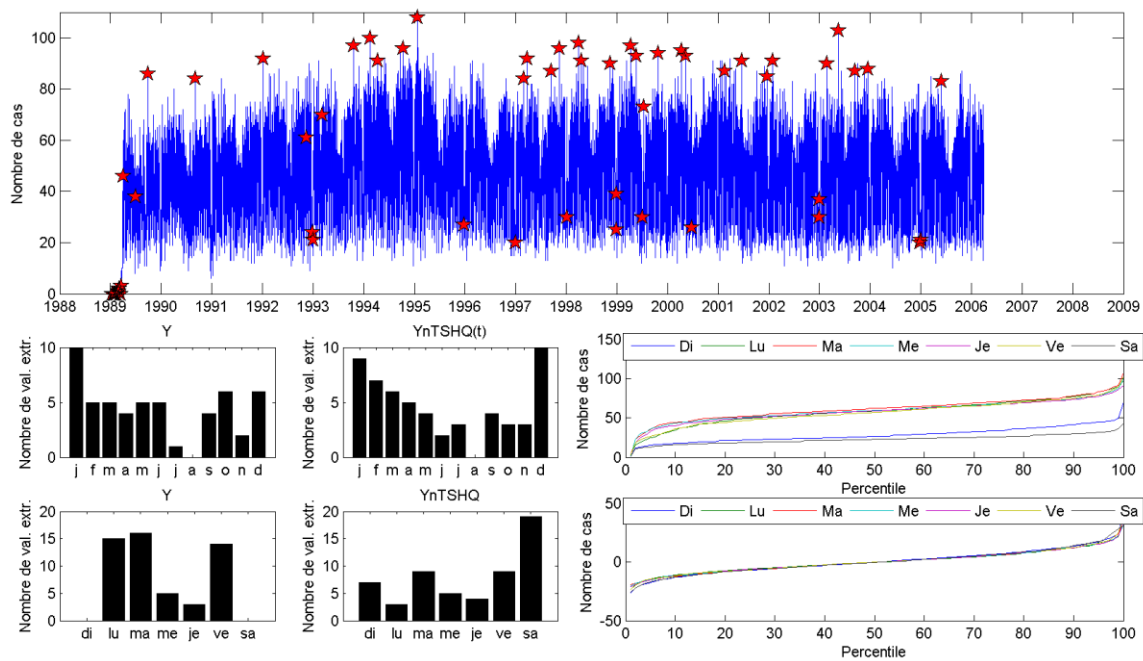 100
80
60
40
20
0
Nombre de cas
1988 1989 1990 1991 1992 1993 1994 1995 1996 1997 1998 1999 2000 2001 2002 2003 2004 2005 2006 2007 2008 2009
Y
10
5
0
Nombre de val. extr.
j f m a m j j a s o n d
YnTSHQ(t)
10
5
0
Nombre de val. extr.
j f m a m j j a s o n d
150
100
50
0
Nombre de cas
Di Lu Ma Me Je Ve Sa
0 10 20 30 40 50 60 70 80 90 100
Percentile
Y
20
15
10
5
0
Nombre de val. extr.
di lu ma me je ve sa
YnTSHQ
20
15
10
5
0
Nombre de val. extr.
di lu ma me je ve sa
50
0
-50
Nombre de cas
Di Lu Ma Me Je Ve Sa
0 10 20 30 40 50 60 70 80 90 100
Percentile